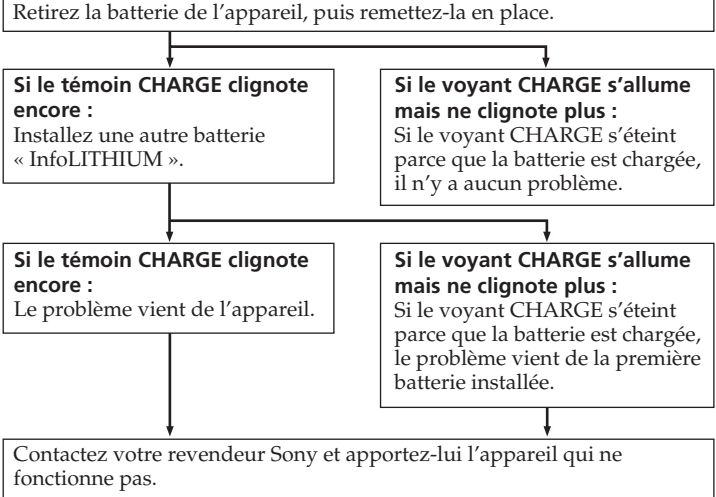 Retirez la batterie de l'appareil, puis remettez-la en place.
Si le témoin CHARGE clignote
encore :
Installez une autre batterie
« InfoLITHIUM ».
Si le voyant CHARGE s'allume
mais ne clignote plus :
Si le voyant CHARGE s'éteint
parce que la batterie est chargée,
il n'y a aucun problème.
Si le témoin CHARGE clignote
encore :
Le problème vient de l'appareil.
Si le voyant CHARGE s'allume
mais ne clignote plus :
Si le voyant CHARGE s'éteint
parce que la batterie est chargée,
le problème vient de la première
batterie installée.
Contactez votre revendeur Sony et apportez-lui l'appareil qui ne
fonctionne pas.